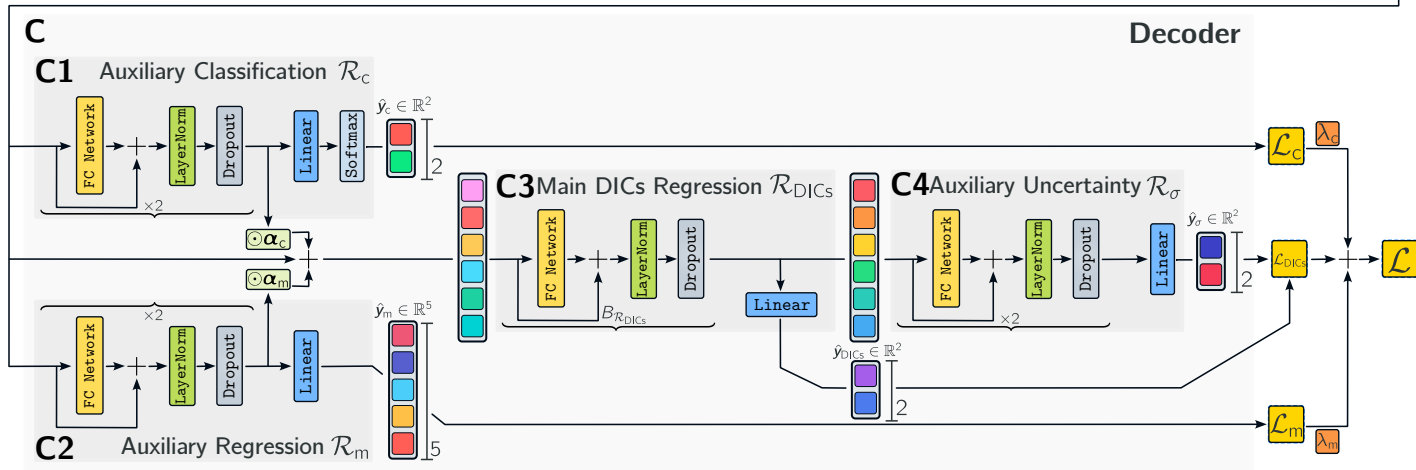 C
Decoder
C1 Auxiliary Classification ℛc
FC Network
LayerNorm
Dropout
Linear
Softmax
×2
ŷc ∈ ℝ²
2
ℒc
λc
⊙αc
⊙αm
C3 Main DICs Regression ℛDICs
FC Network
LayerNorm
Dropout
BℛDICs
Linear
ŷDICs ∈ ℝ²
2
C4 Auxiliary Uncertainty ℛσ
FC Network
LayerNorm
Dropout
Linear
×2
ŷσ ∈ ℝ²
2
ℒDICs
ℒ
×2
FC Network
LayerNorm
Dropout
Linear
ŷm ∈ ℝ⁵
5
C2 Auxiliary Regression ℛm
ℒm
λm